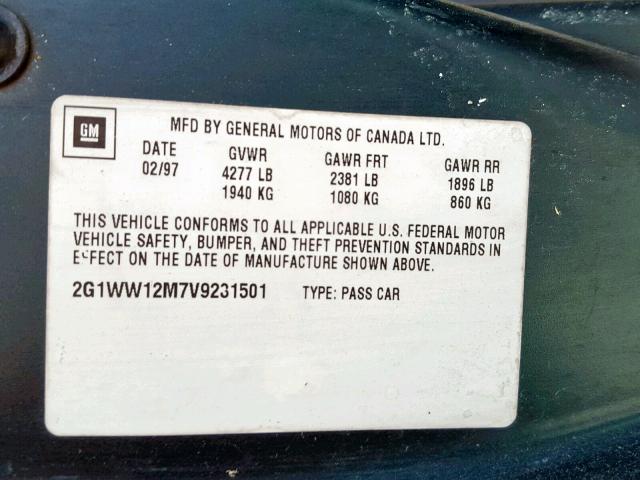 GM
MFD BY GENERAL MOTORS OF CANADA LTD.
DATE GVWR GAWR FRT GAWR RR
02/97 4277 LB 2381 LB 1896 LB
1940 KG 1080 KG 860 KG
THIS VEHICLE CONFORMS TO ALL APPLICABLE U.S. FEDERAL MOTOR
VEHICLE SAFETY, BUMPER, AND THEFT PREVENTION STANDARDS IN
EFFECT ON THE DATE OF MANUFACTURE SHOWN ABOVE.
2G1WW12M7V9231501 TYPE: PASS CAR